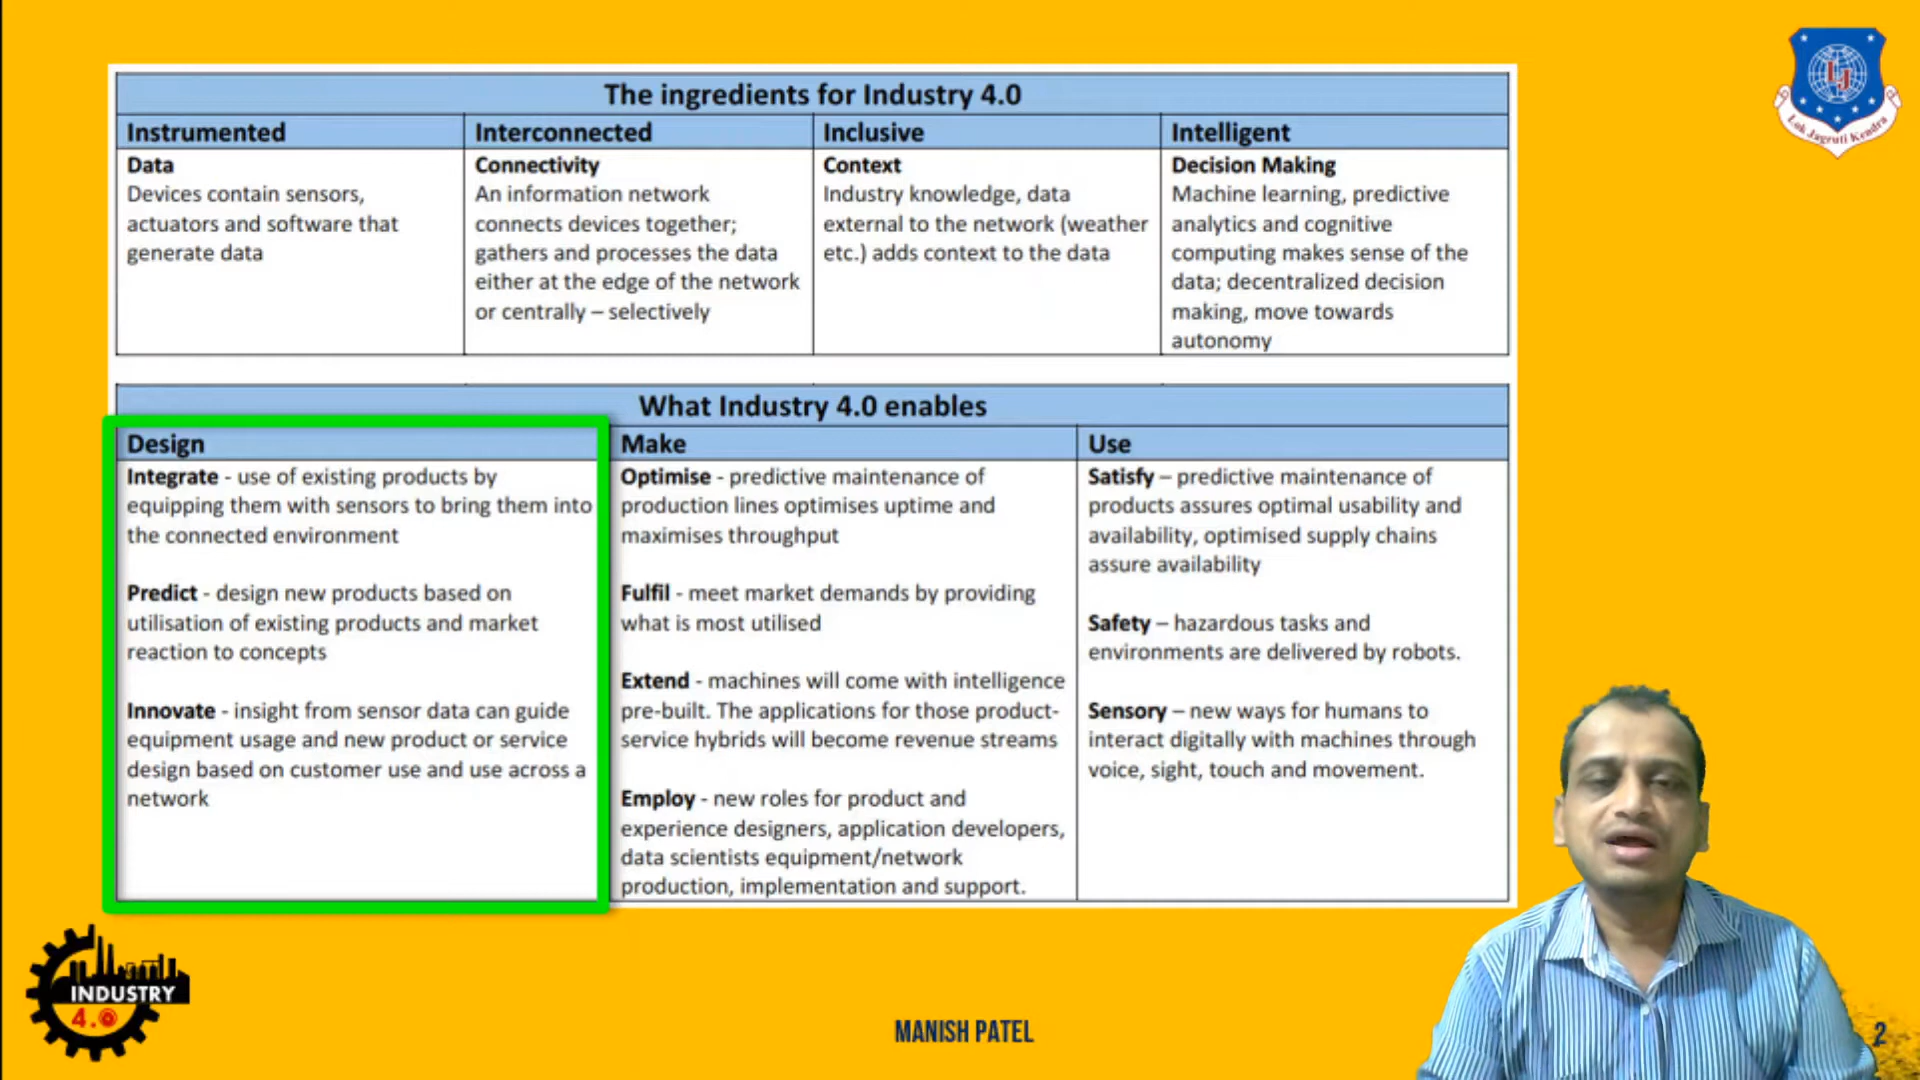 The ingredients for Industry 4.0
Instrumented
Data
Devices contain sensors,
actuators and software that
generate data
Interconnected
Connectivity
An information network
connects devices together;
gathers and processes the data
either at the edge of the network
or centrally – selectively
Inclusive
Context
Industry knowledge, data
external to the network (weather
etc.) adds context to the data
Intelligent
Decision Making
Machine learning, predictive
analytics and cognitive
computing makes sense of the
data; decentralized decision
making, move towards
autonomy
What Industry 4.0 enables
Design
Integrate - use of existing products by
equipping them with sensors to bring them into
the connected environment
Predict - design new products based on
utilisation of existing products and market
reaction to concepts
Innovate - insight from sensor data can guide
equipment usage and new product or service
design based on customer use and use across a
network
Make
Optimise - predictive maintenance of
production lines optimises uptime and
maximises throughput
Fulfil - meet market demands by providing
what is most utilised
Extend - machines will come with intelligence
pre-built. The applications for those product-
service hybrids will become revenue streams
Employ - new roles for product and
experience designers, application developers,
data scientists equipment/network
production, implementation and support.
Use
Satisfy – predictive maintenance of
products assures optimal usability and
availability, optimised supply chains
assure availability
Safety – hazardous tasks and
environments are delivered by robots.
Sensory – new ways for humans to
interact digitally with machines through
voice, sight, touch and movement.
LJ
Lok Jagruti Kendra
INDUSTRY
4.0
MANISH PATEL
2